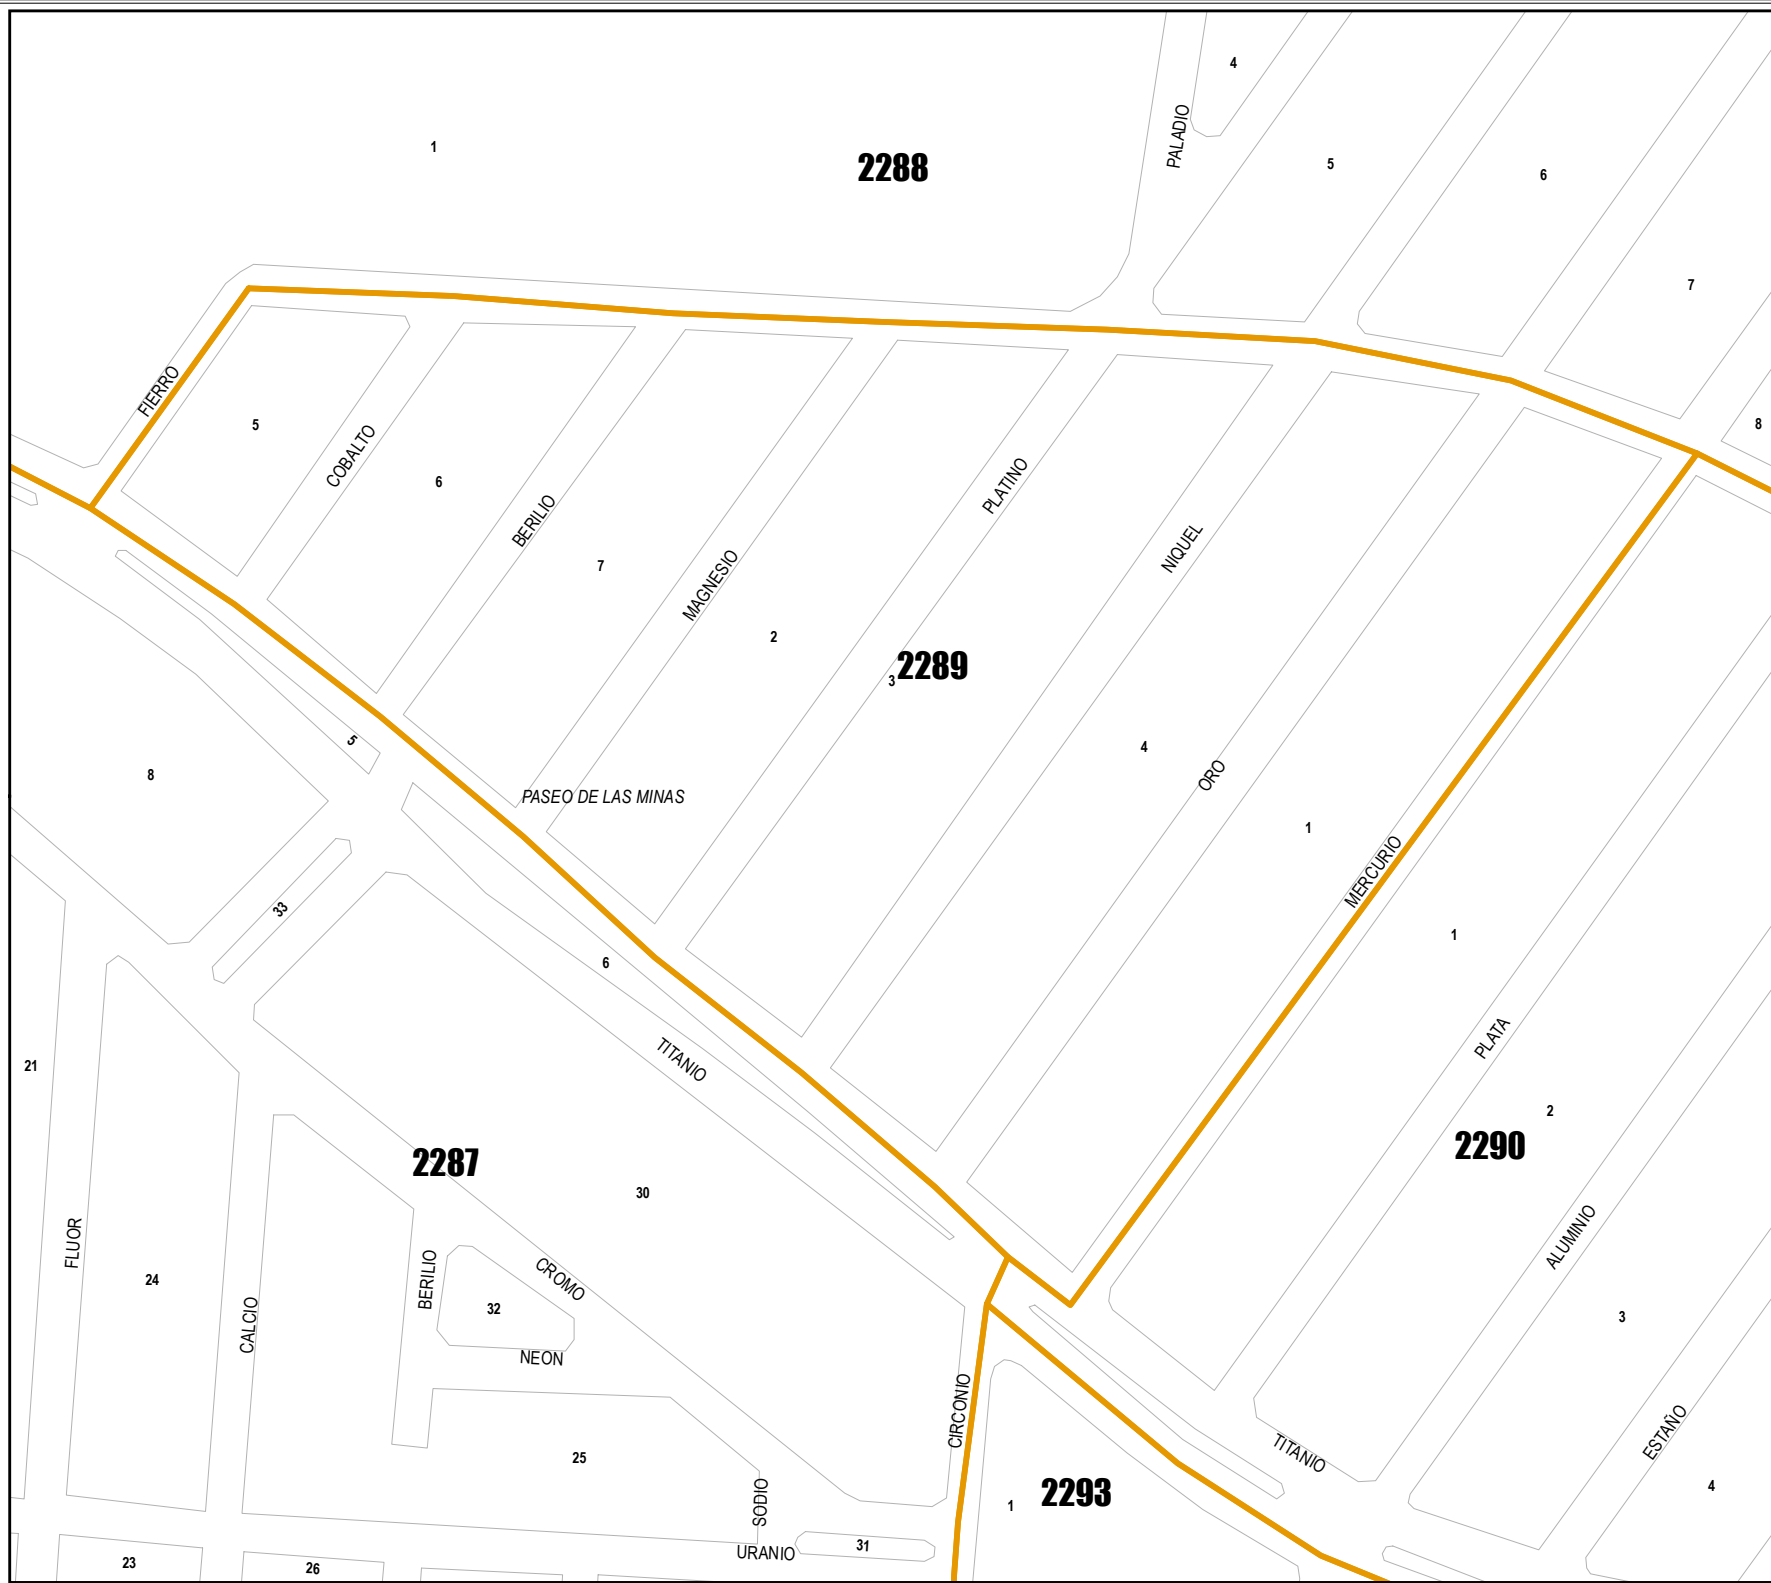 4
PALADIO
1
2288
5
6
7
FIERRO
5
COBALTO
8
6
PLATINO
BERILIO
NIQUEL
7
MAGNESIO
2
3
2289
5
4
8
ORO
PASEO DE LAS MINAS
1
MERCURIO
33
1
6
TITANIO
PLATA
21
2
2290
2287
30
FLUOR
ALUMINIO
24
BERILIO
CROMO
32
CALCIO
3
NEON
CIRCONIO
ESTAÑO
TITANIO
25
4
2293
1
SODIO
31
URANIO
23
26